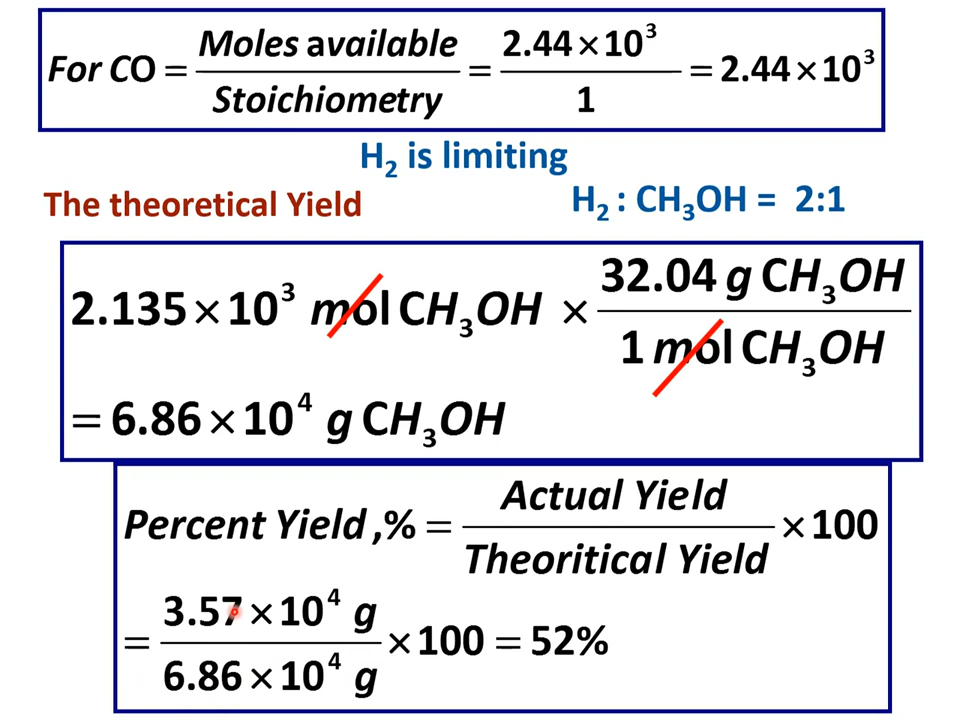 For CO = Moles available / Stoichiometry = 2.44 × 10³ / 1 = 2.44 × 10³
H₂ is limiting
The theoretical Yield
H₂ : CH₃OH = 2:1
2.135 × 10³ mol CH₃OH × 32.04 g CH₃OH / 1 mol CH₃OH
= 6.86 × 10⁴ g CH₃OH
Percent Yield ,% = Actual Yield / Theoritical Yield × 100
= 3.57 × 10⁴ g / 6.86 × 10⁴ g × 100 = 52%